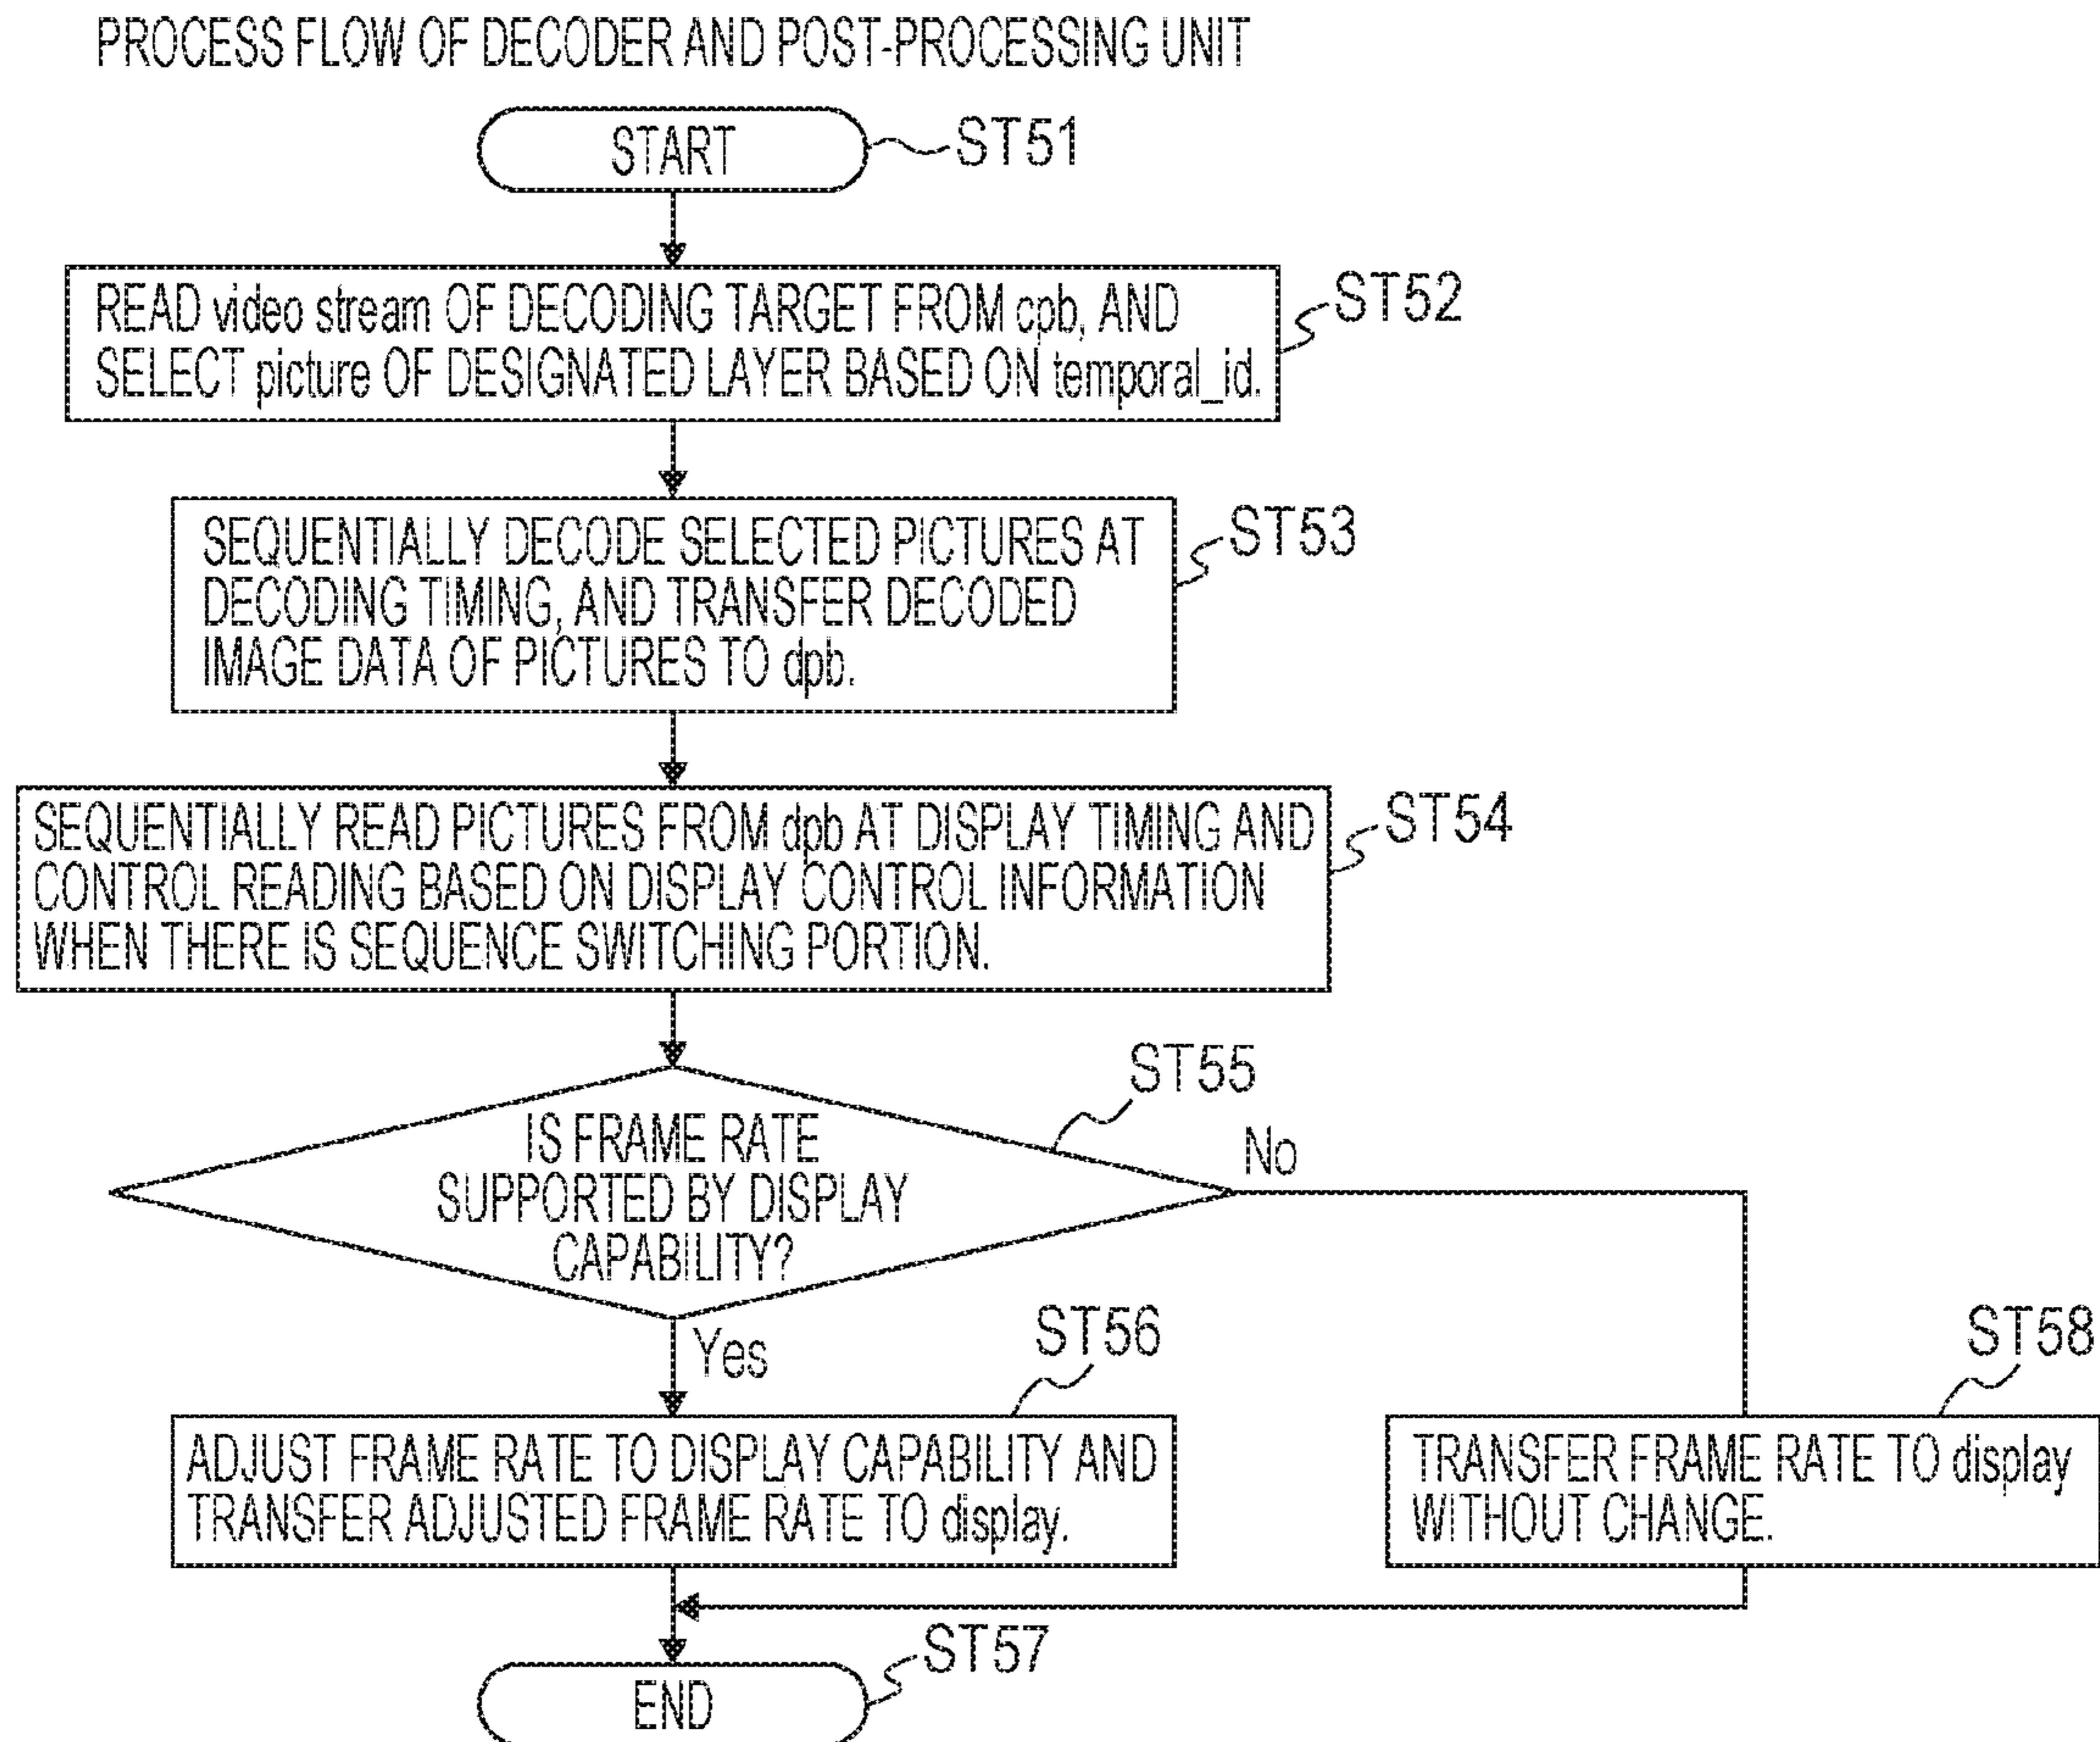 PROCESS FLOW OF DECODER AND POST-PROCESSING UNIT
START
ST51
READ video stream OF DECODING TARGET FROM cpb, AND
SELECT picture OF DESIGNATED LAYER BASED ON temporal_id.
ST52
SEQUENTIALLY DECODE SELECTED PICTURES AT
DECODING TIMING, AND TRANSFER DECODED
IMAGE DATA OF PICTURES TO dpb.
ST53
SEQUENTIALLY READ PICTURES FROM dpb AT DISPLAY TIMING AND
CONTROL READING BASED ON DISPLAY CONTROL INFORMATION
WHEN THERE IS SEQUENCE SWITCHING PORTION.
ST54
IS FRAME RATE
SUPPORTED BY DISPLAY
CAPABILITY?
ST55
No
Yes
ST56
ADJUST FRAME RATE TO DISPLAY CAPABILITY AND
TRANSFER ADJUSTED FRAME RATE TO display.
ST58
TRANSFER FRAME RATE TO display
WITHOUT CHANGE.
END
ST57